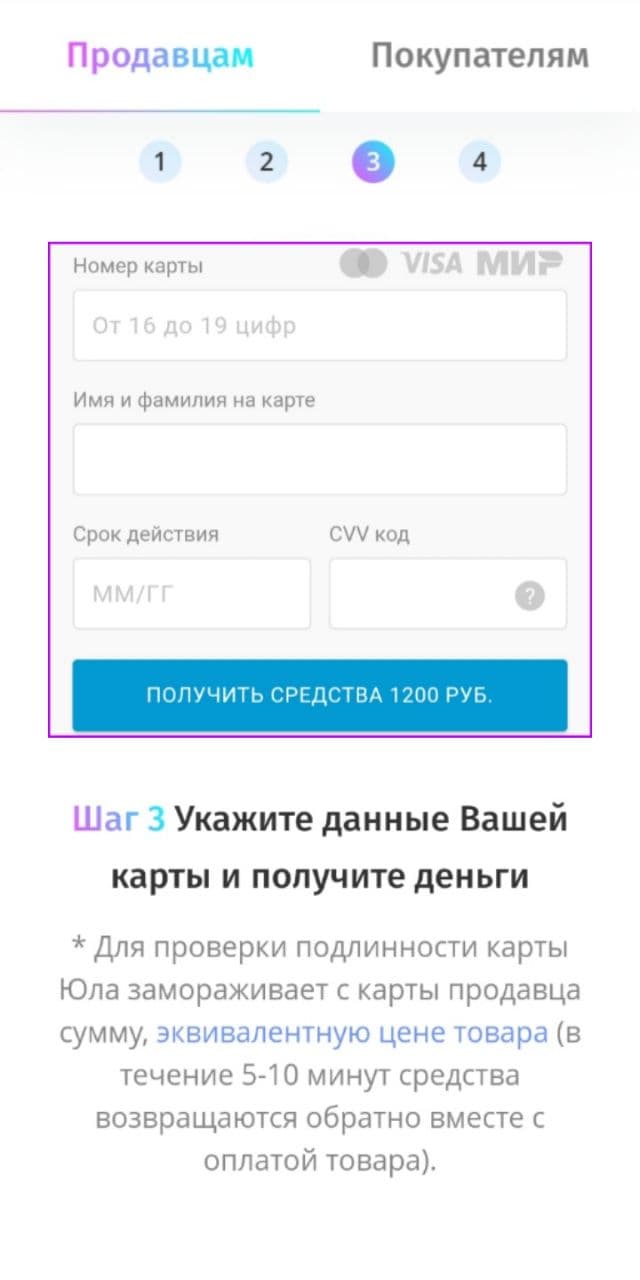 Продавцам Покупателям
1 2 3 4
Номер карты VISA МИР
От 16 до 19 цифр
Имя и фамилия на карте
Срок действия CVV код
ММ/ГГ ?
ПОЛУЧИТЬ СРЕДСТВА 1200 РУБ.
Шаг 3 Укажите данные Вашей
карты и получите деньги
* Для проверки подлинности карты
Юла замораживает с карты продавца
сумму, эквивалентную цене товара (в
течение 5-10 минут средства
возвращаются обратно вместе с
оплатой товара).